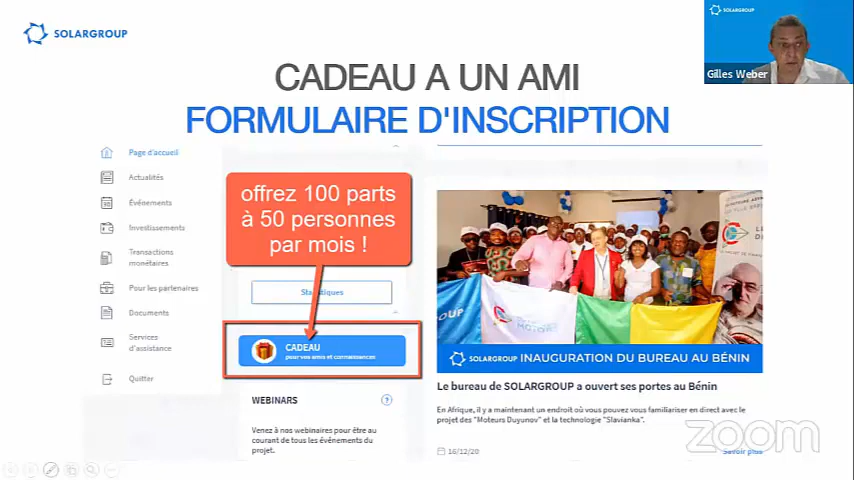 SOLARGROUP
SOLARGROUP
Gilles Weber
CADEAU A UN AMI
FORMULAIRE D'INSCRIPTION
Page d'accueil
Actualités
Événements
Investissements
Transactions
monétaires
Pour les partenaires
Documents
Services
d'assistance
Quitter
offrez 100 parts
à 50 personnes
par mois !
Statistiques
CADEAU
pour vos amis et connaissances
WEBINARS
?
Venez à nos webinaires pour être au
courant de tous les événements du
projet.
SOLARGROUP INAUGURATION DU BUREAU AU BÉNIN
Le bureau de SOLARGROUP a ouvert ses portes au Bénin
En Afrique, il y a maintenant un endroit où vous pouvez vous familiariser en direct avec le
projet des "Moteurs Duyunov" et la technologie "Slavianka".
16/12/20
Savoir plus
zoom